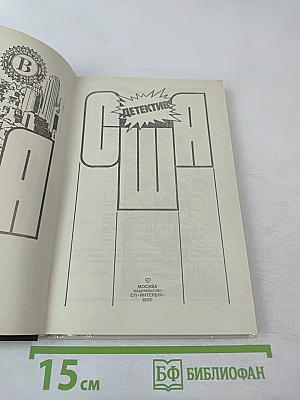 В
А
ДЕТЕКТИВ
США
МОСКВА
ИЗДАТЕЛЬСТВО
СП «ИНТЕРБУК»
1990
15 см
БФ БИБЛИОФАН